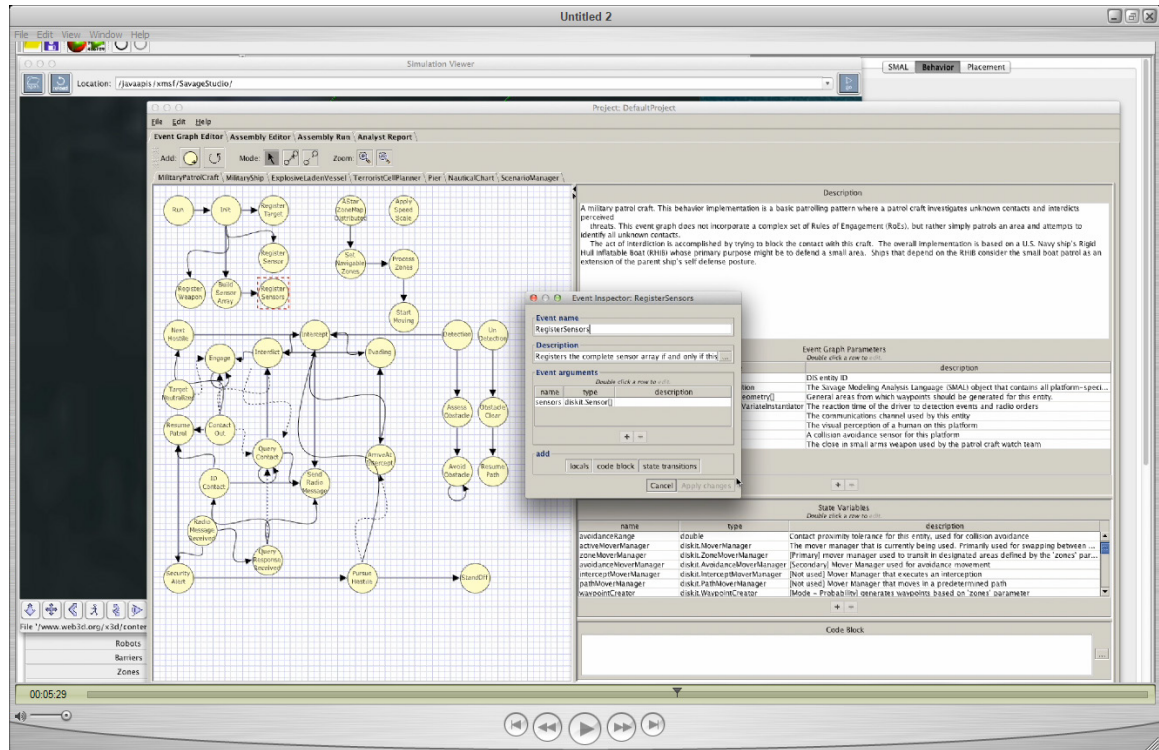 Untitled 2
File Edit View Window Help
Simulation Viewer
SMAL Behavior Placement
Location: /javaapis/xmsf/SavageStudio/
Project: DefaultProject
File Edit Help
Event Graph Editor Assembly Editor Assembly Run Analyst Report
Add: Mode: Zoom:
MilitaryPatrolCraft MilitaryShip ExplosiveLadenVessel TerroristCellPlanner Pier NauticalChart ScenarioManager
Run
Init
Register Target
AStar ZoneMap Distributed
Apply Speed Scale
Register Sensor
Set Navigable Zones
Process Zones
Register Weapon
Build Sensor Array
Register Sensors
Start Moving
Next Hostile
Intercept
Detection
Un Detection
Engage
Interdict
Evading
Target Neutralized
Assess Contact
Obstacle Clear
Resume Patrol
Contact Out
Query Contact
ArriveAt Intercept
Avoid Contacte
Resume Path
ID Contact
Send Radio Message
Radio Message Received
Query Response Received
Security Alert
Pursue Hostile
StandOff
Description
A military patrol craft. This behavior implementation is a basic patrolling pattern where a patrol craft investigates unknown contacts and interdicts
perceived
threats. This event graph does not incorporate a complex set of Rules of Engagement (RoEs), but rather simply patrols an area and attempts to
identify all unknown contacts.
The act of interdiction is accomplished by trying to block the contact with this craft. The overall implementation is based on a U.S. Navy ship's Rigid
Hull Inflatable Boat (RHIB) whose primary purpose might be to defend a small area. Ships that depend on the RHIB consider the small boat patrol as an
extension of the parent ship's self defense posture.
Event Inspector: RegisterSensors
Event name
RegisterSensors
Description
Registers the complete sensor array if and only if this ...
Event arguments
Double click a row to edit.
name type description
sensors diskit.Sensor[]
+ -
add
locals code block state transitions
Cancel Apply changes
Event Graph Parameters
Double click a row to edit.
description
DIS entity ID
The Savage Modeling Analysis Language (SMAL) object that contains all platform-speci...
General areas from which waypoints should be generated for this entity.
VariateInstandator The reaction time of the driver to detection events and radio orders
The communications channel used by this entity
The visual perception of a human on this platform
A collision avoidance sensor for this platform
The close in small arms weapon used by the patrol craft watch team
+ -
State Variables
Double click a row to edit.
name type description
avoidanceRange double Contact proximity tolerance for this entity, used for collision avoidance
activeMoverManager diskit.MoverManager The mover manager that is currently being used. Primarily used for swapping between ...
zoneMoverManager diskit.ZoneMoverManager [Primary] mover manager used to transit in designated areas defined by the 'zones' par...
avoidanceMoverManager diskit.AvoidanceMoverManager [Secondary] Mover Manager used for avoidance movement
interceptMoverManager diskit.InterceptMoverManager [Not used] Mover Manager that executes an interception
pathMoverManager diskit.PathMoverManager [Not used] Mover Manager that moves in a predetermined path
waypointCreator diskit.WaypointCreator [Mode - Probability] generates waypoints based on 'zones' parameter
+ -
Code Block
...
File "/www.web3d.org/x3d/conter
Robots
Barriers
Zones
00:05:29